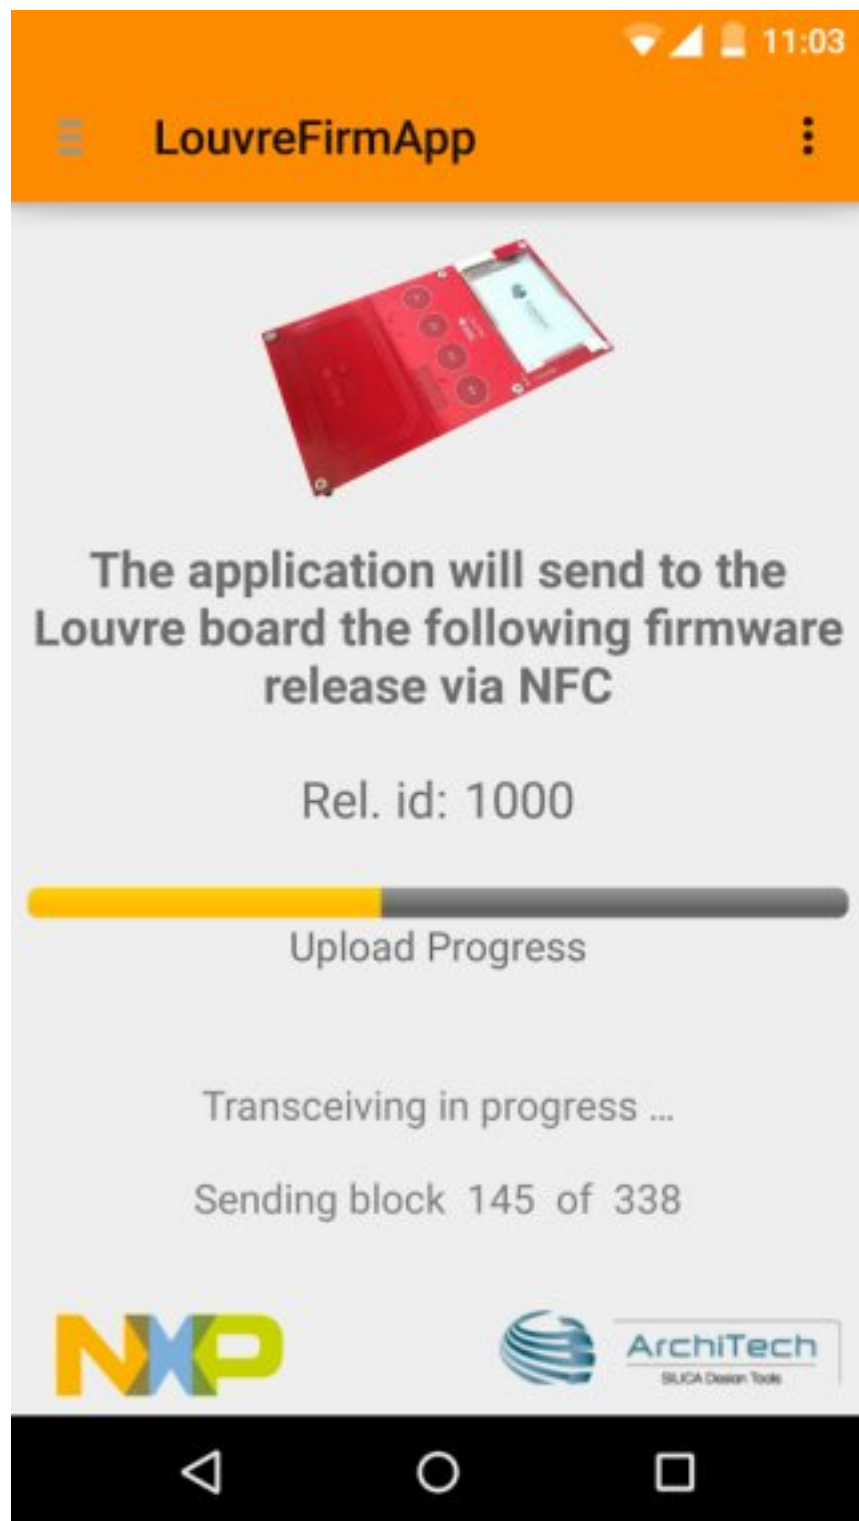 11:03
LouvreFirmApp
The application will send to the
Louvre board the following firmware
release via NFC
Rel. id: 1000
Upload Progress
Transceiving in progress ...
Sending block 145 of 338
NXP
ArchiTech
SILICA Design Tools